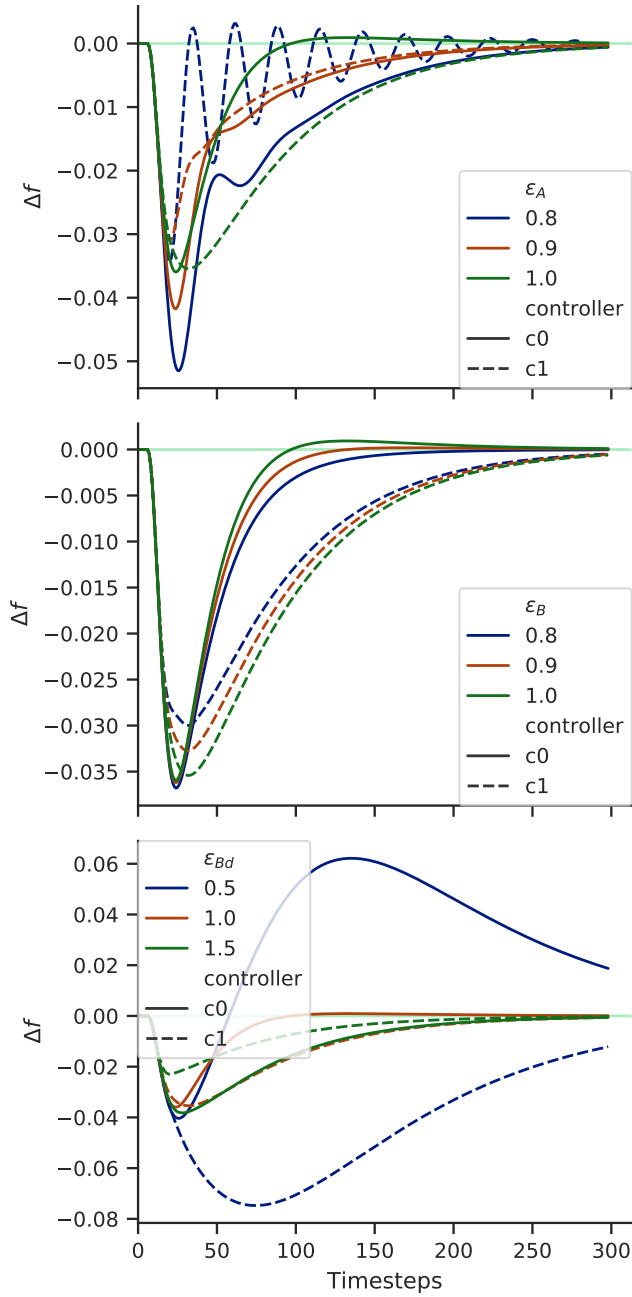 0.00
−0.01
−0.02
−0.03
−0.04
−0.05
Δf
ε_A
0.8
0.9
1.0
controller
c0
c1
0.000
−0.005
−0.010
−0.015
−0.020
−0.025
−0.030
−0.035
Δf
ε_B
0.8
0.9
1.0
controller
c0
c1
0.06
0.04
0.02
0.00
−0.02
−0.04
−0.06
−0.08
Δf
ε_Bd
0.5
1.0
1.5
controller
c0
c1
0 50 100 150 200 250 300
Timesteps